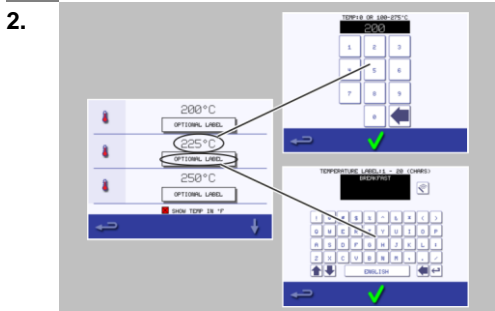 2.
TEMP:0 OR 100-275°C
200
1 2 3
4 5 6
7 8 9
0
200°C
OPTIONAL LABEL
225°C
OPTIONAL LABEL
250°C
OPTIONAL LABEL
SHOW TEMP IN °F
TEMPERATURE LABEL:1 - 20 (CHARS)
BREAKFAST
Q W E R T Y U I O P
A S D F G H J K L
Z X C V B N M
ENGLISH